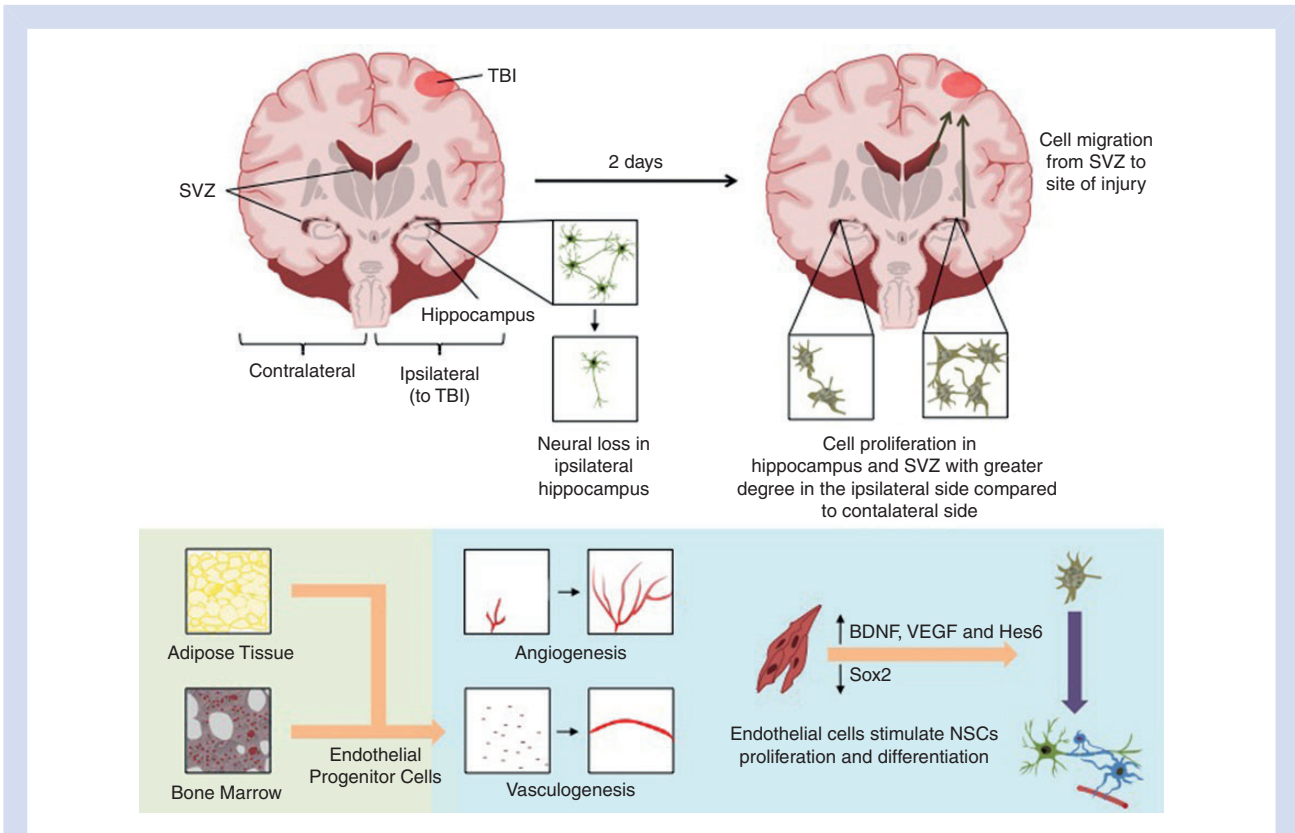 TBI
SVZ
2 days
Cell migration
from SVZ to
site of injury
Hippocampus
Contralateral
Ipsilateral
(to TBI)
Neural loss in
ipsilateral
hippocampus
Cell proliferation in
hippocampus and SVZ with greater
degree in the ipsilateral side compared
to contalateral side
Adipose Tissue
Bone Marrow
Endothelial
Progenitor Cells
Angiogenesis
Vasculogenesis
BDNF, VEGF and Hes6
Sox2
Endothelial cells stimulate NSCs
proliferation and differentiation